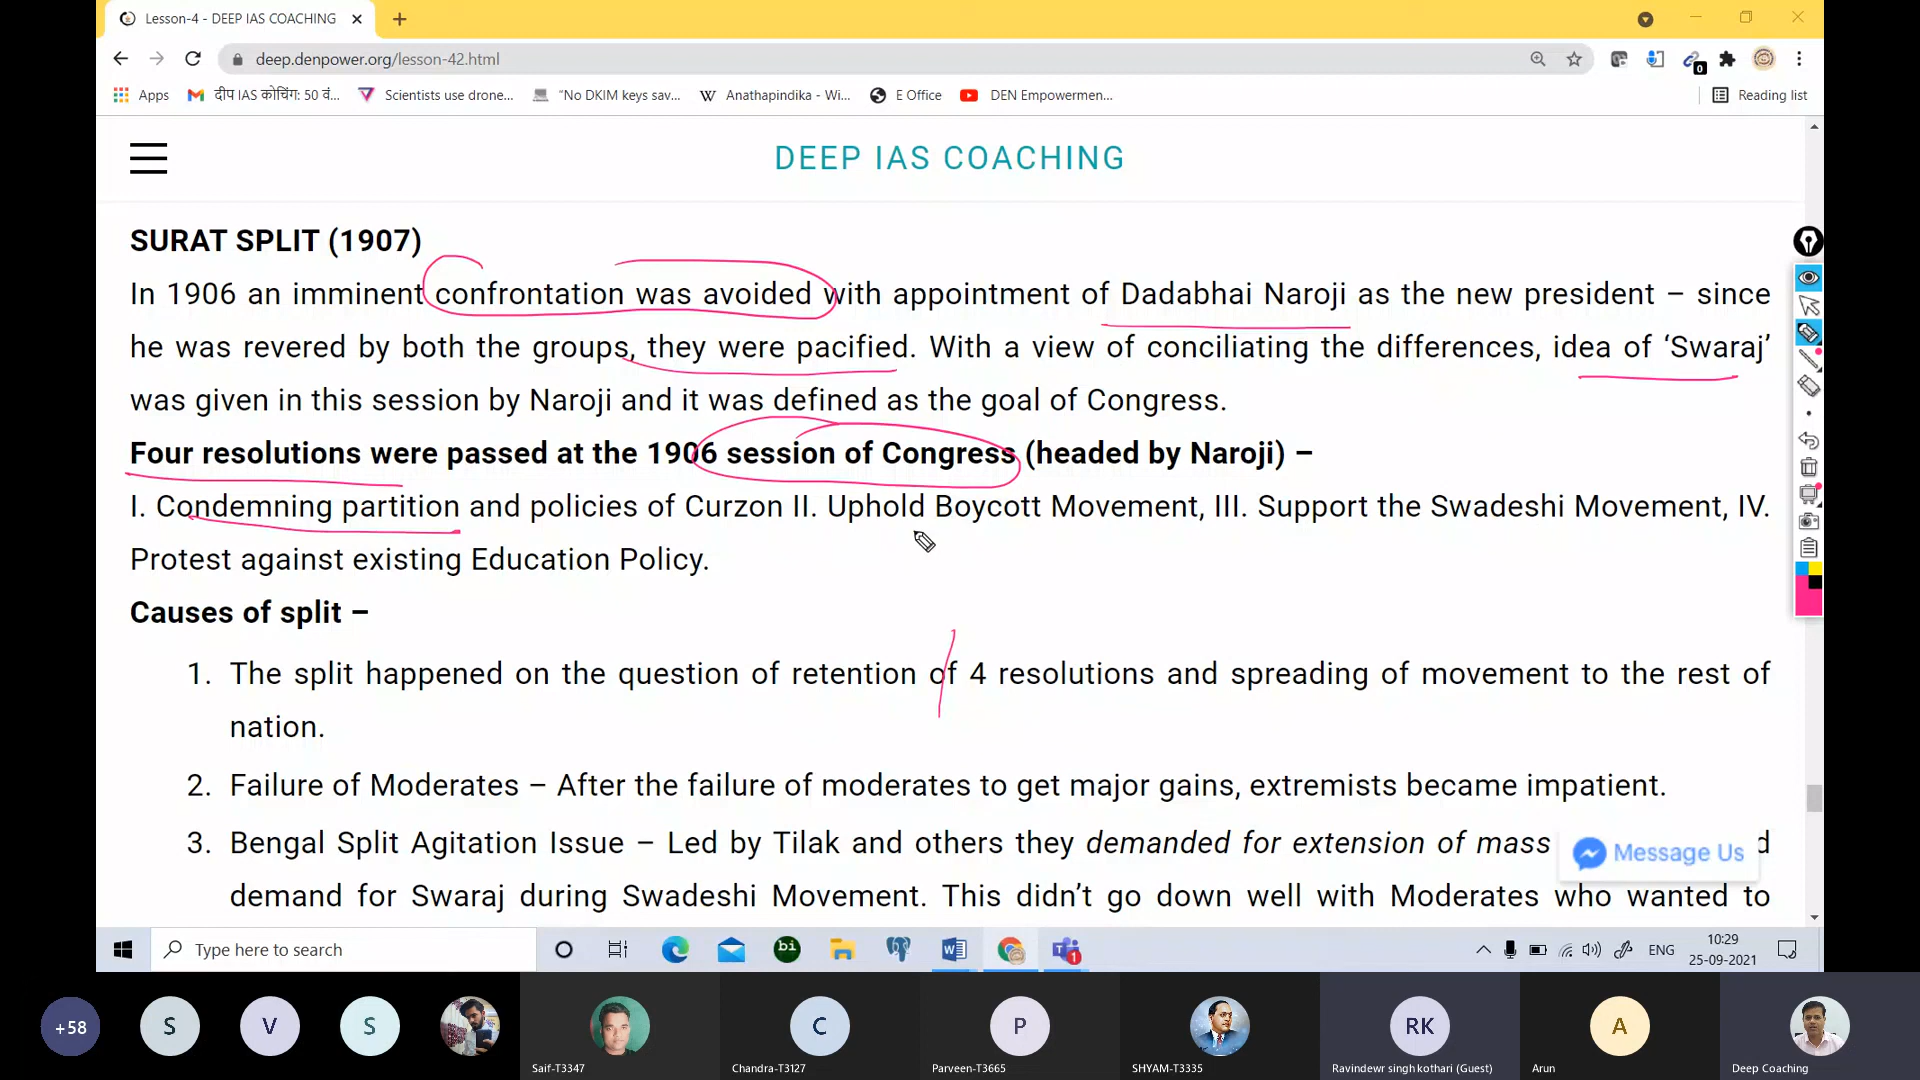 Lesson-4 - DEEP IAS COACHING
deep.denpower.org/lesson-42.html
0
Apps
दीप IAS कोचिंग: 50 वं...
Scientists use drone...
"No DKIM keys sav...
W Anathapindika - Wi...
E Office
DEN Empowermen...
Reading list
DEEP IAS COACHING
SURAT SPLIT (1907)
In 1906 an imminent confrontation was avoided with appointment of Dadabhai Naroji as the new president – since
he was revered by both the groups, they were pacified. With a view of conciliating the differences, idea of ‘Swaraj’
was given in this session by Naroji and it was defined as the goal of Congress.
Four resolutions were passed at the 1906 session of Congress (headed by Naroji) –
I. Condemning partition and policies of Curzon II. Uphold Boycott Movement, III. Support the Swadeshi Movement, IV.
Protest against existing Education Policy.
Causes of split –
1. The split happened on the question of retention of 4 resolutions and spreading of movement to the rest of
nation.
2. Failure of Moderates – After the failure of moderates to get major gains, extremists became impatient.
3. Bengal Split Agitation Issue – Led by Tilak and others they demanded for extension of mass d
Message Us
demand for Swaraj during Swadeshi Movement. This didn’t go down well with Moderates who wanted to
Type here to search
bi
W
1
ENG
10:29
25-09-2021
+58
S
V
S
C
P
RK
A
Saif-T3347
Chandra-T3127
Parveen-T3665
SHYAM-T3335
Ravindewr singh kothari (Guest)
Arun
Deep Coaching